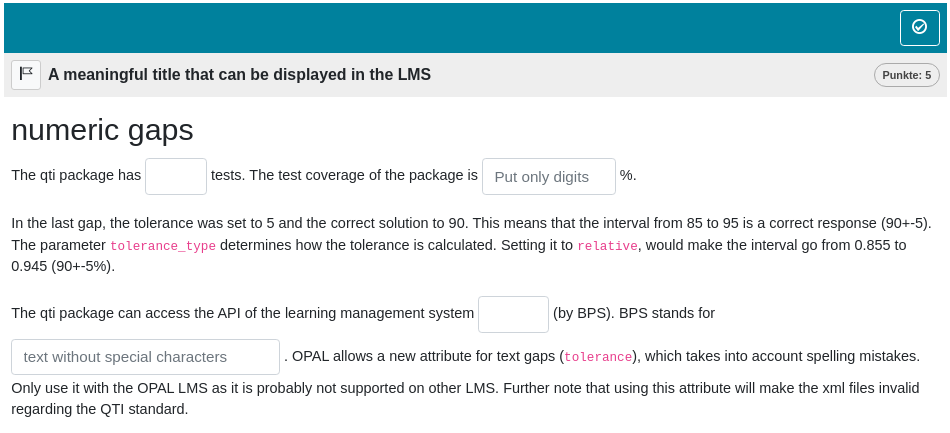 A meaningful title that can be displayed in the LMS
Punkte: 5
numeric gaps
The qti package has tests. The test coverage of the package is Put only digits %.
In the last gap, the tolerance was set to 5 and the correct solution to 90. This means that the interval from 85 to 95 is a correct response (90+-5).
The parameter tolerance_type determines how the tolerance is calculated. Setting it to relative, would make the interval go from 0.855 to
0.945 (90+-5%).
The qti package can access the API of the learning management system (by BPS). BPS stands for
text without special characters . OPAL allows a new attribute for text gaps (tolerance), which takes into account spelling mistakes.
Only use it with the OPAL LMS as it is probably not supported on other LMS. Further note that using this attribute will make the xml files invalid
regarding the QTI standard.